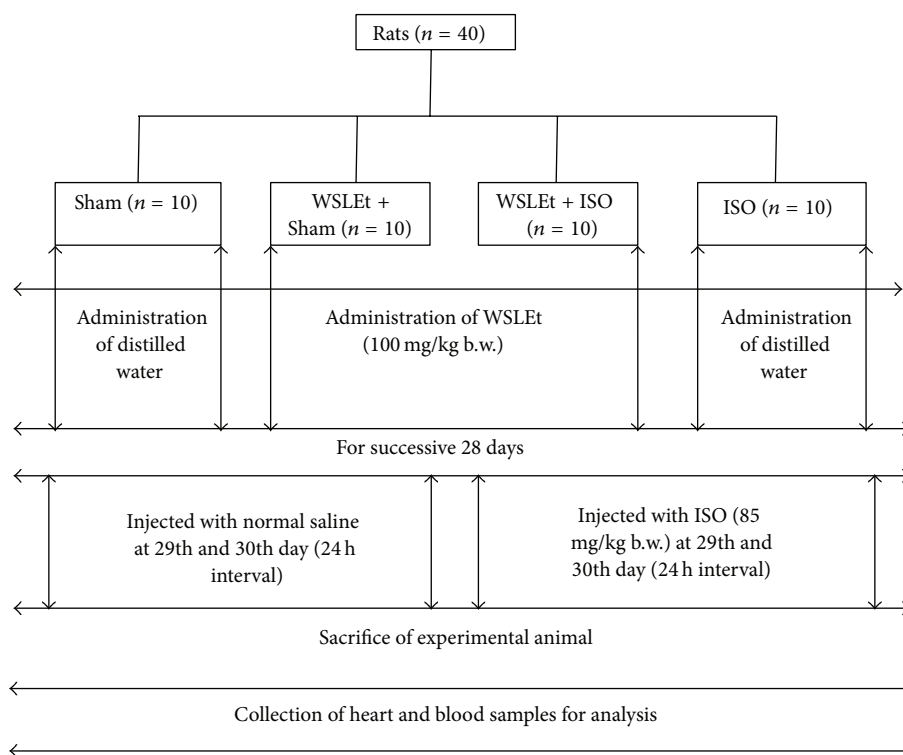 Rats (n = 40)
Sham (n = 10)
WSLEt +
Sham (n = 10)
WSLEt + ISO
(n = 10)
ISO (n = 10)
Administration
of distilled
water
Administration of WSLEt
(100 mg/kg b.w.)
Administration
of distilled
water
For successive 28 days
Injected with normal saline
at 29th and 30th day (24 h
interval)
Injected with ISO (85
mg/kg b.w.) at 29th and
30th day (24 h interval)
Sacrifice of experimental animal
Collection of heart and blood samples for analysis